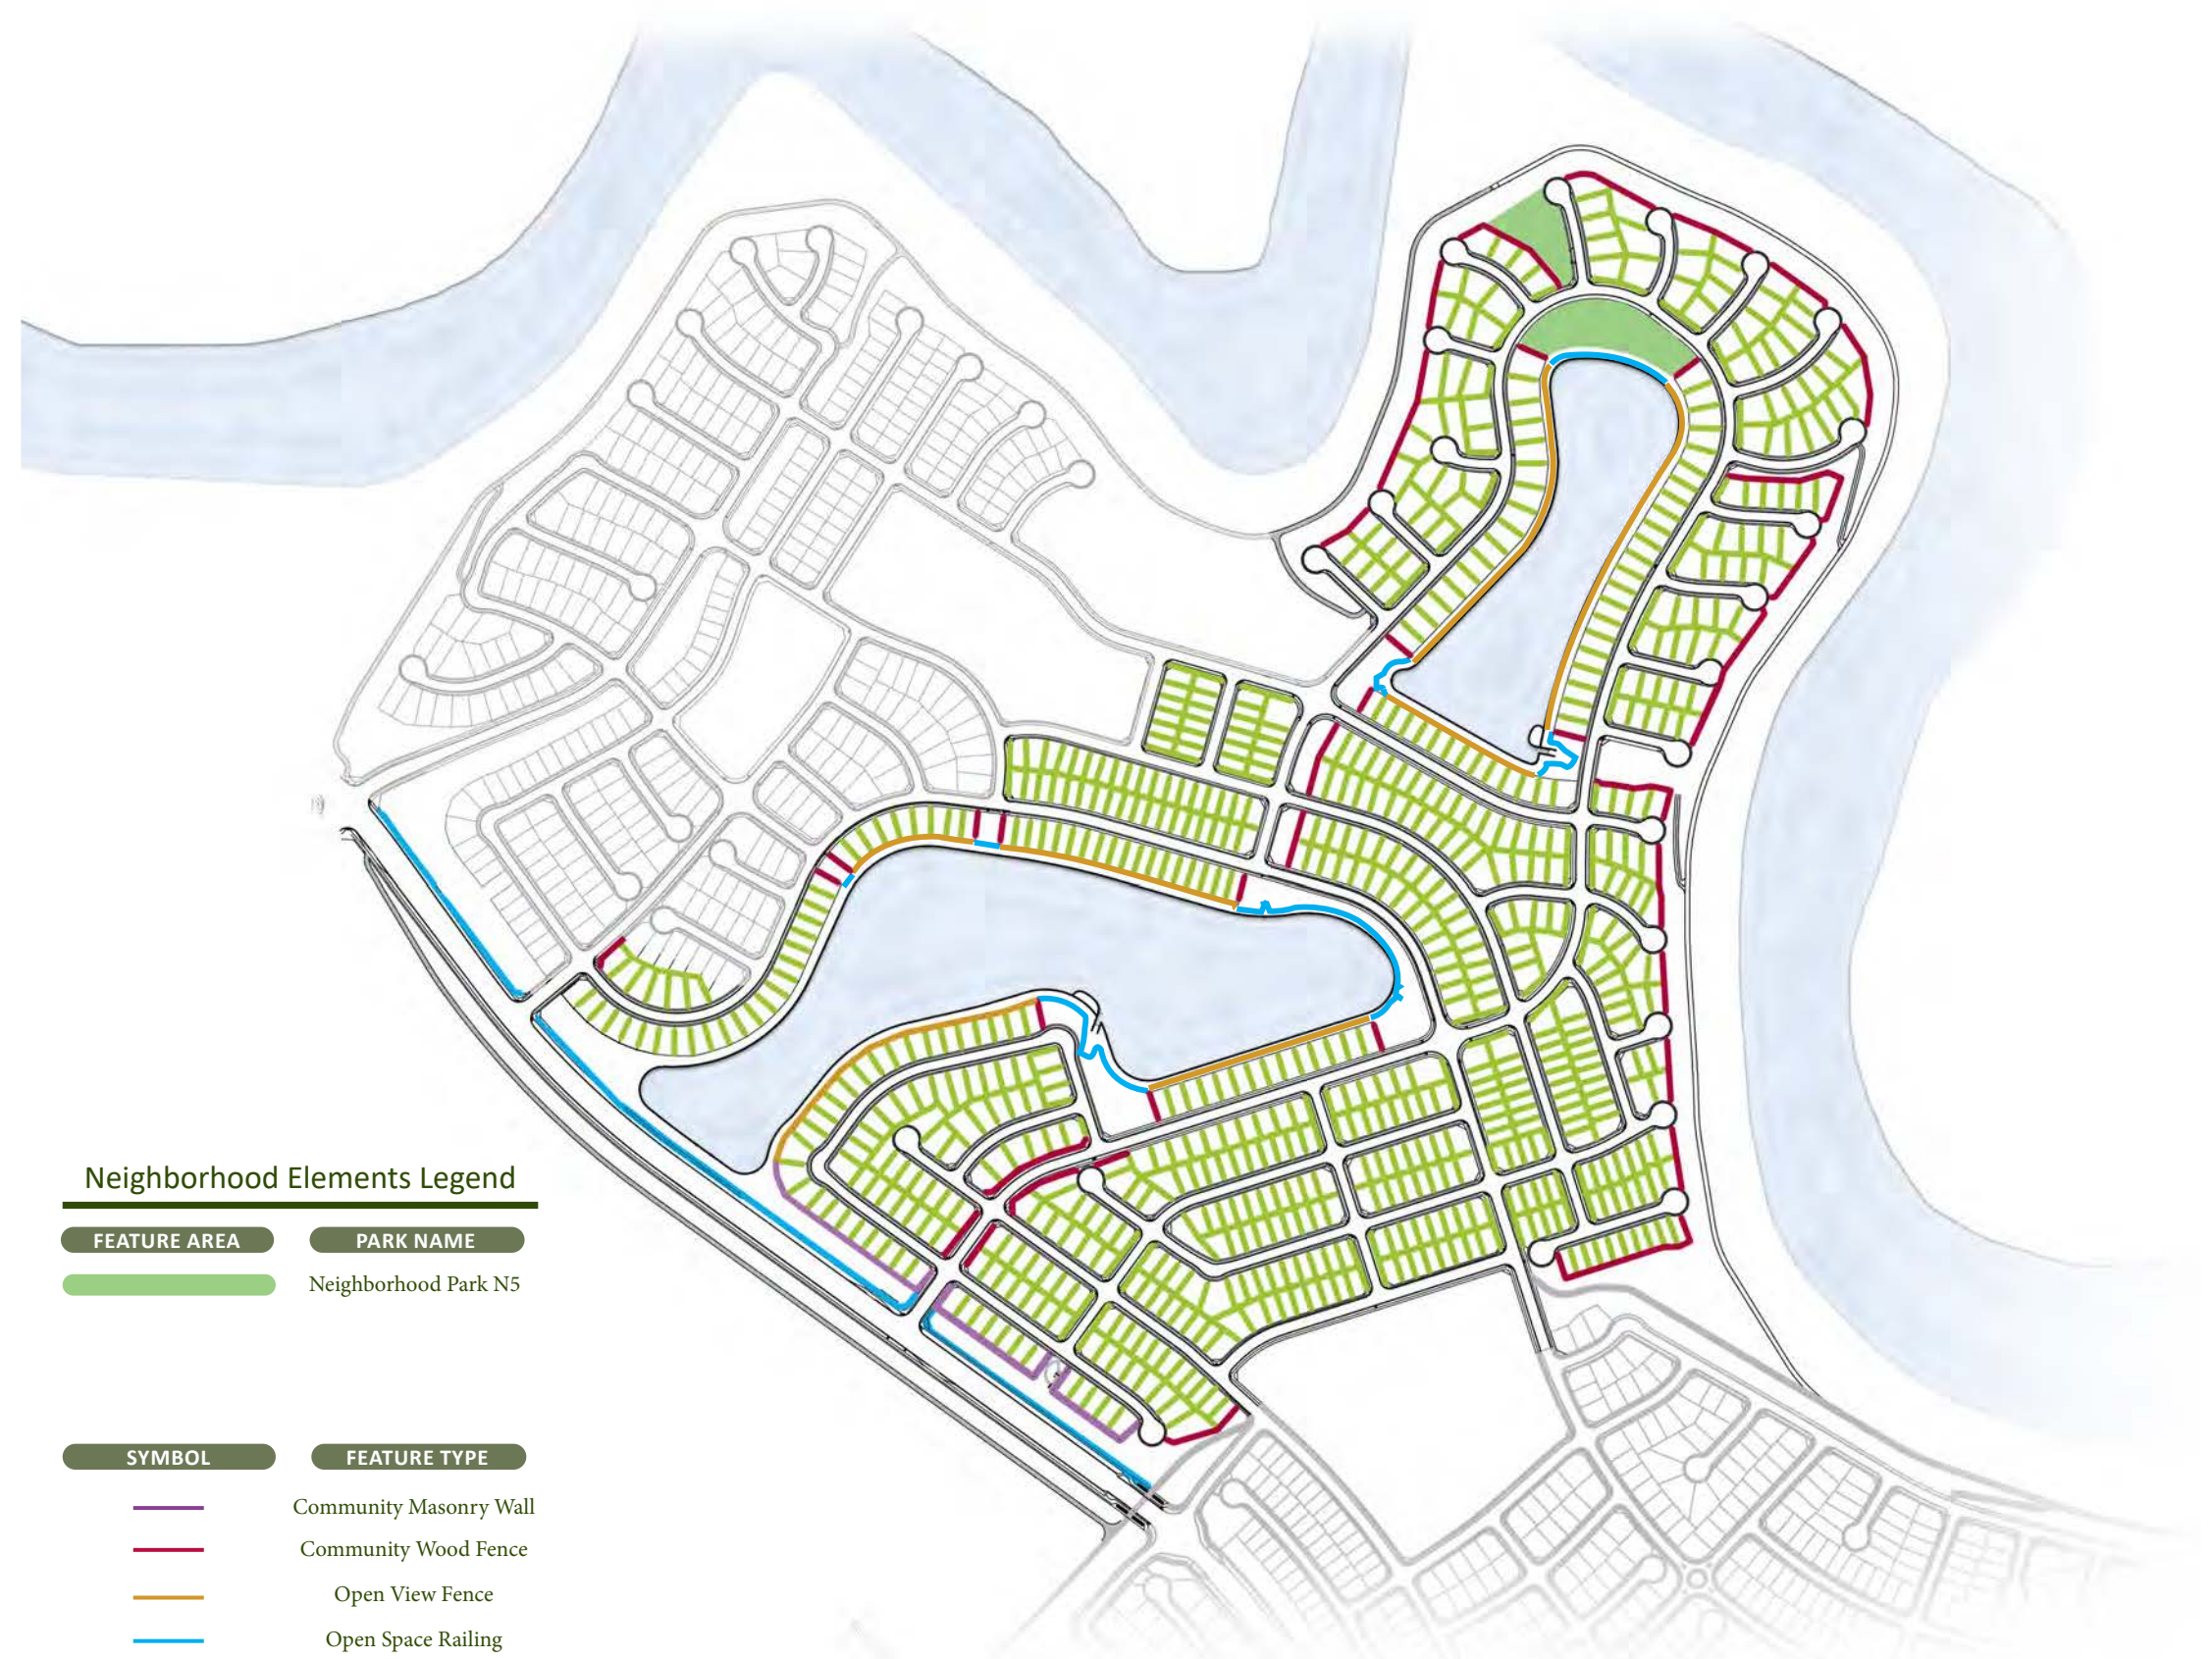 Neighborhood Elements Legend
FEATURE AREA PARK NAME
Neighborhood Park N5
SYMBOL FEATURE TYPE
Community Masonry Wall
Community Wood Fence
Open View Fence
Open Space Railing